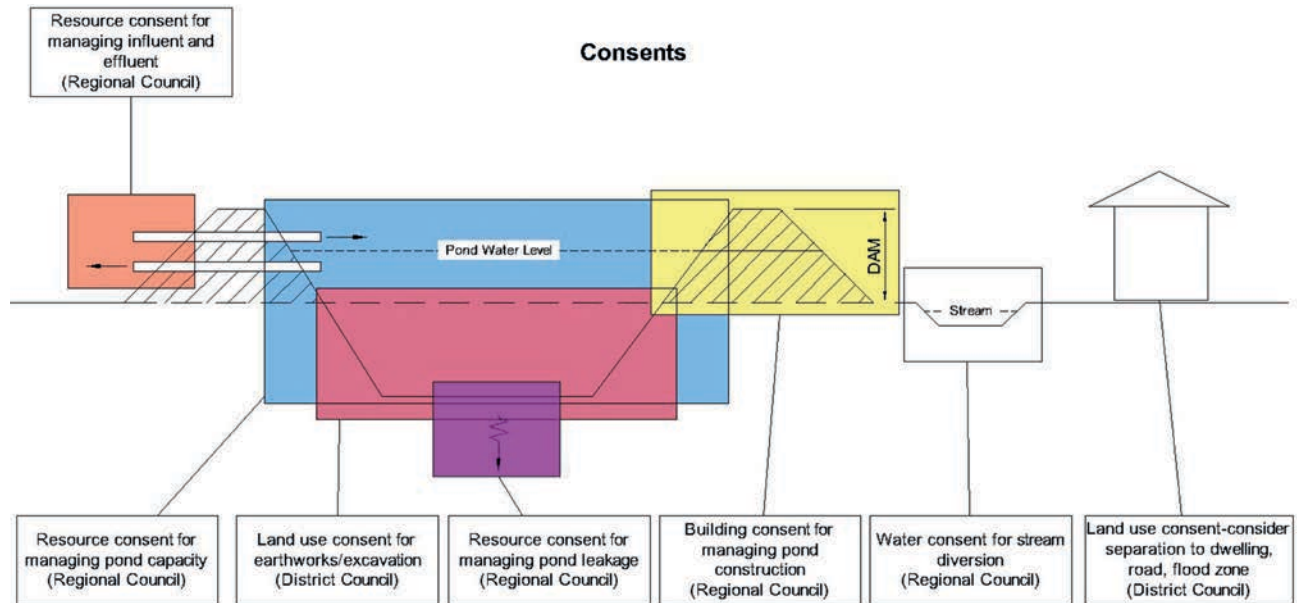 Resource consent for
managing influent and
effluent
(Regional Council)
Consents
Pond Water Level
DAM
Stream
Resource consent for
managing pond capacity
(Regional Council)
Land use consent for
earthworks/excavation
(District Council)
Resource consent for
managing pond leakage
(Regional Council)
Building consent for
managing pond
construction
(Regional Council)
Water consent for stream
diversion
(Regional Council)
Land use consent-consider
separation to dwelling,
road, flood zone
(District Council)